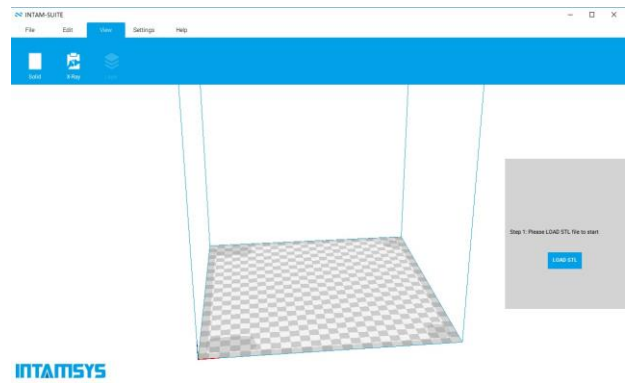 INTAM-SUITE
File Edit View Settings Help
Solid X-Ray Layer
Step 1: Please LOAD STL file to start
LOAD STL
INTAMSYS